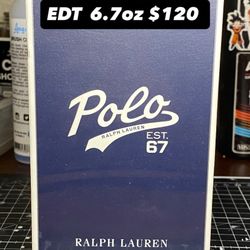 EDT 6.7oz $120
Polo
RALPH LAUREN
EST.
67
RALPH LAUREN